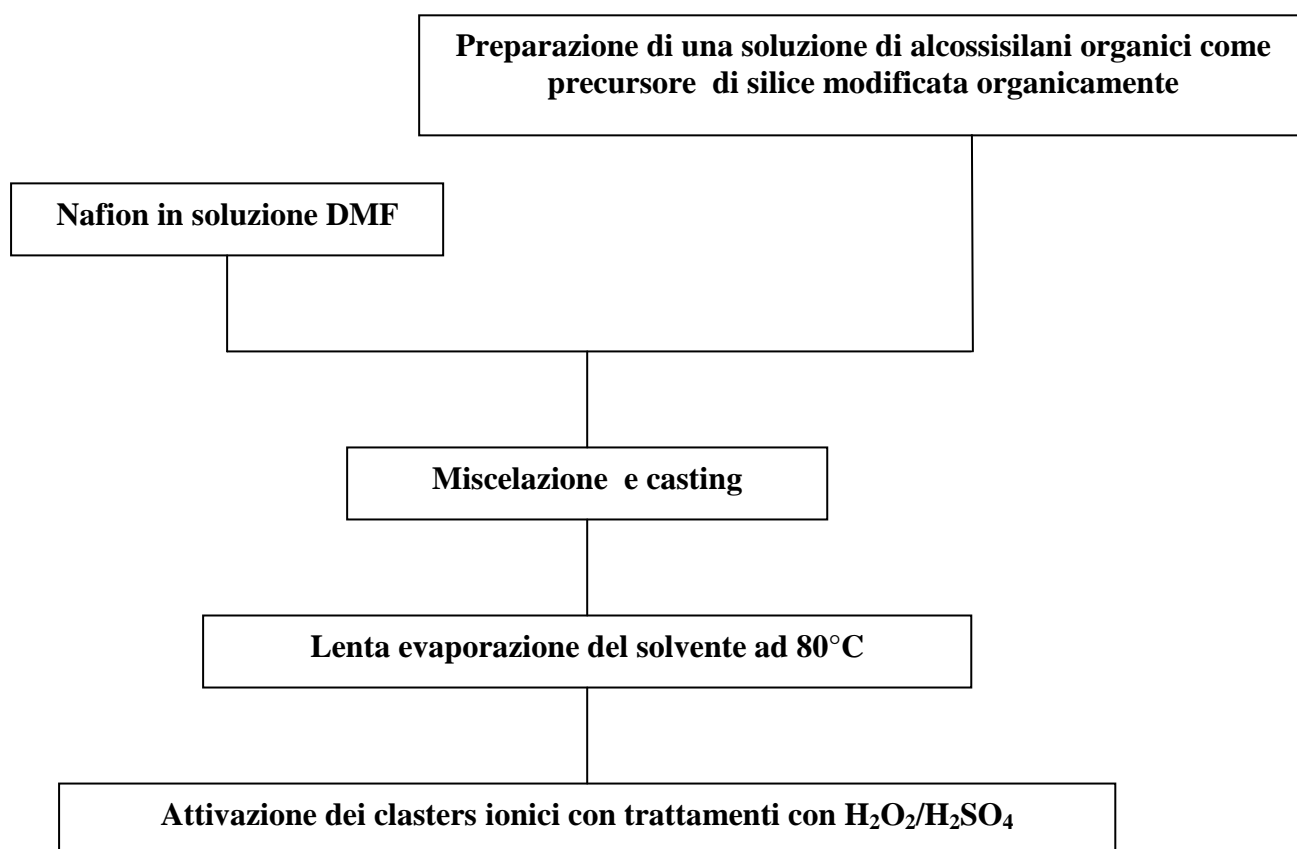 Preparazione di una soluzione di alcossisilani organici come
precursore di silice modificata organicamente
Nafion in soluzione DMF
Miscelazione e casting
Lenta evaporazione del solvente ad 80°C
Attivazione dei clasters ionici con trattamenti con H₂O₂/H₂SO₄